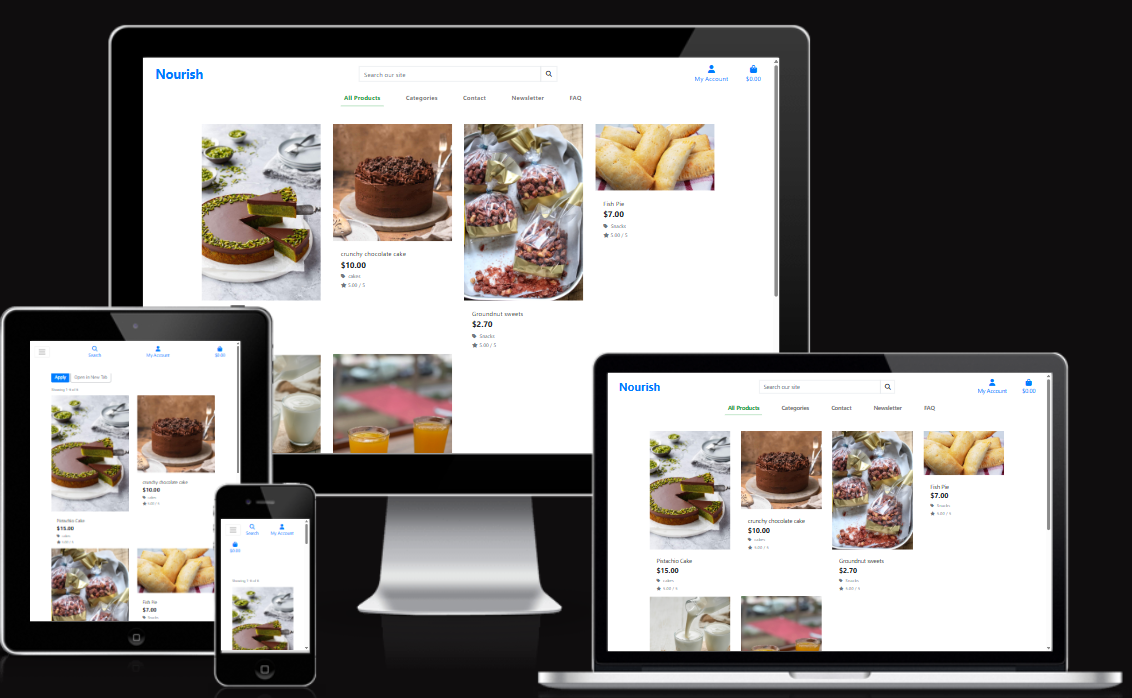 Nourish
Search our site
My Account
$0.00
All Products Categories Contact Newsletter FAQ
crunchy chocolate cake
$10.00
cakes
5.00 / 5
Groundnut sweets
$2.70
Snacks
5.00 / 5
Fish Pie
$7.00
Snacks
5.00 / 5
Search
My Account
$0.00
Apply
Open In New Tab
Showing 1-6 of 6
crunchy chocolate cake
$10.00
cakes
5.00 / 5
Pistachio Cake
$15.00
cakes
5.00 / 5
Fish Pie
$7.00
Snacks
Search
My Account
$0.00
Showing 1-6 of 6
Nourish
Search our site
My Account
$0.00
All Products Categories Contact Newsletter FAQ
Pistachio Cake
$15.00
cakes
5.00 / 5
crunchy chocolate cake
$10.00
cakes
5.00 / 5
Groundnut sweets
$2.70
Snacks
5.00 / 5
Fish Pie
$7.00
Snacks
5.00 / 5